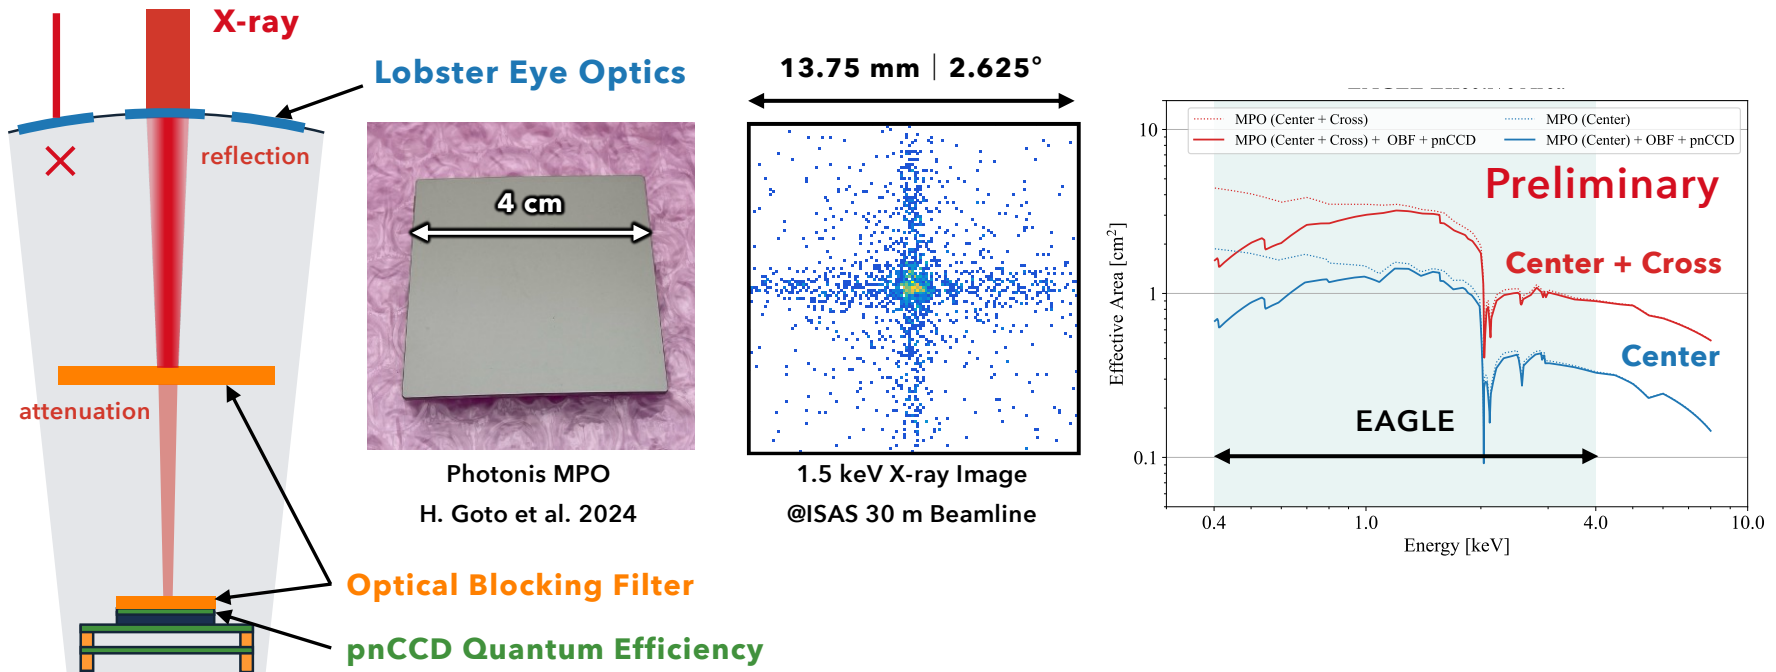 X-ray
Lobster Eye Optics
reflection
attenuation
4 cm
Photonis MPO
H. Goto et al. 2024
13.75 mm | 2.625°
1.5 keV X-ray Image
@ISAS 30 m Beamline
Optical Blocking Filter
pnCCD Quantum Efficiency
MPO (Center + Cross)
MPO (Center + Cross) + OBF + pnCCD
MPO (Center)
MPO (Center) + OBF + pnCCD
Preliminary
Center + Cross
Center
EAGLE
Effective Area [cm²]
10
1
0.1
0.4
1.0
4.0
10.0
Energy [keV]